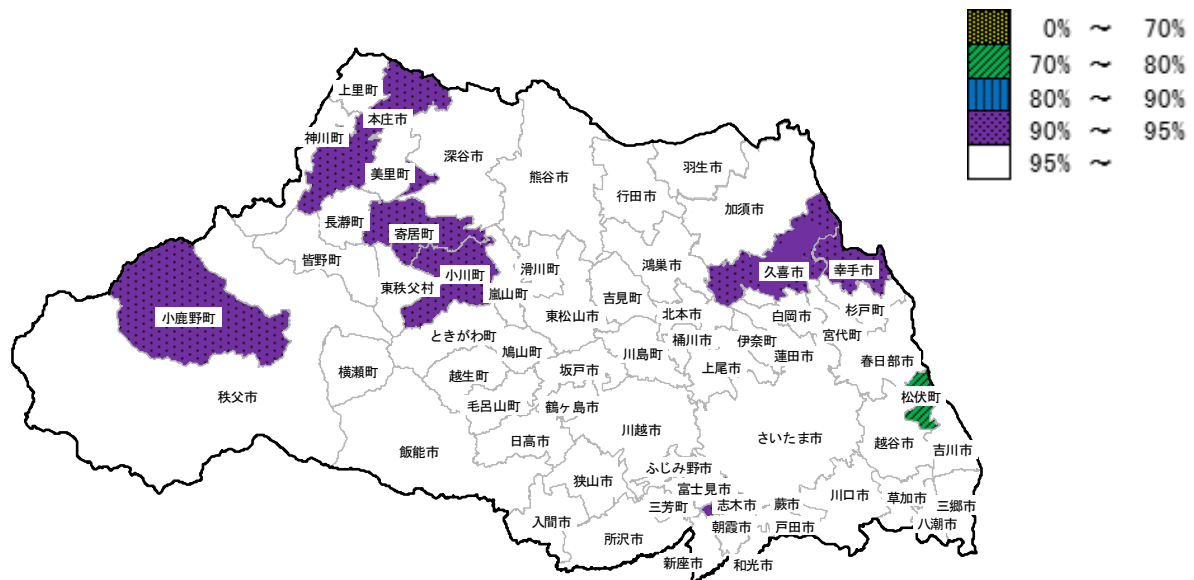 0% ～ 70%
70% ～ 80%
80% ～ 90%
90% ～ 95%
95% ～
上里町
本庄市
神川町
深谷市
美里町
熊谷市
羽生市
行田市
加須市
長瀞町
寄居町
皆野町
小川町
滑川町
鴻巣市
久喜市
幸手市
東秩父村
嵐山町
吉見町
小鹿野町
東松山市
北本市
白岡市
杉戸町
ときがわ町
桶川市
伊奈町
宮代町
鳩山町
川島町
蓮田市
春日部市
横瀬町
越生町
坂戸市
上尾市
秩父市
毛呂山町
鶴ヶ島市
松伏町
日高市
川越市
さいたま市
越谷市
吉川市
飯能市
ふじみ野市
狭山市
富士見市
川口市
草加市
三芳町
志木市
蕨市
三郷市
入間市
朝霞市
戸田市
八潮市
所沢市
新座市
和光市